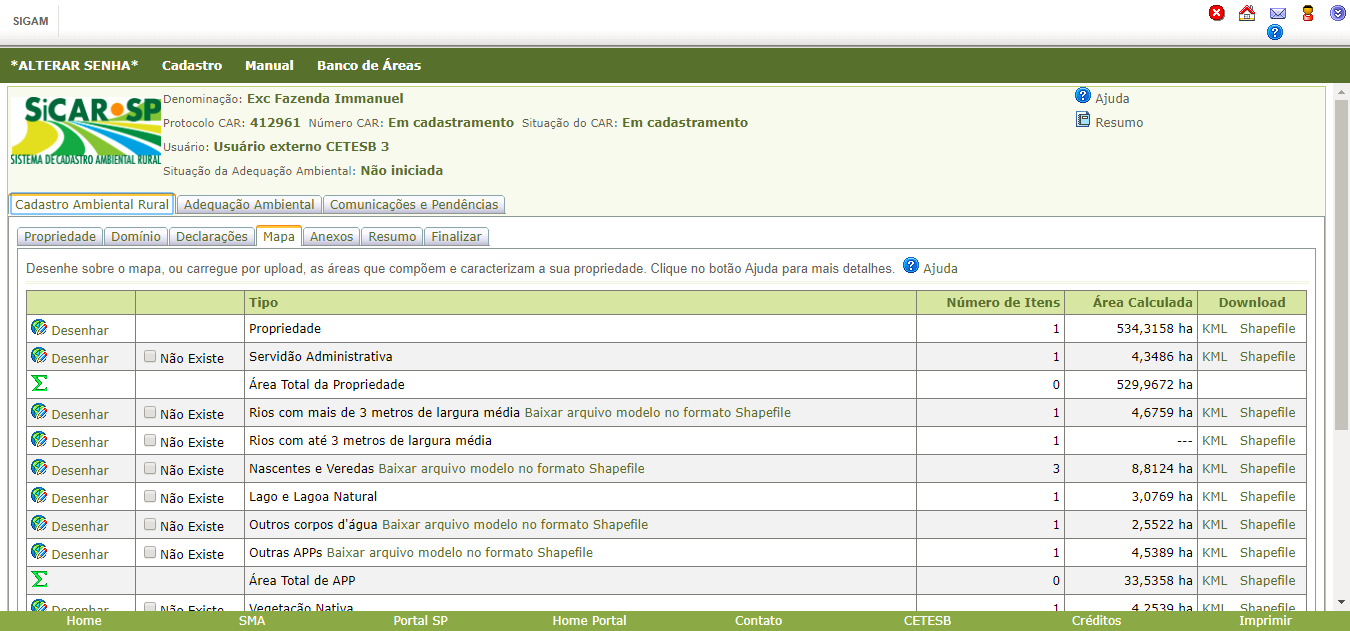 SIGAM
*ALTERAR SENHA* Cadastro Manual Banco de Áreas
SiCAR.SP
SISTEMA DE CADASTRO AMBIENTAL RURAL
Denominação: Exc Fazenda Immanuel
Protocolo CAR: 412961 Número CAR: Em cadastramento Situação do CAR: Em cadastramento
Usuário: Usuário externo CETESB 3
Situação da Adequação Ambiental: Não iniciada
Ajuda
Resumo
Cadastro Ambiental Rural Adequação Ambiental Comunicações e Pendências
Propriedade Domínio Declarações Mapa Anexos Resumo Finalizar
Desenhe sobre o mapa, ou carregue por upload, as áreas que compõem e caracterizam a sua propriedade. Clique no botão Ajuda para mais detalhes. Ajuda
Tipo Número de Itens Área Calculada Download
Desenhar Propriedade 1 534,3158 ha KML Shapefile
Desenhar Não Existe Servidão Administrativa 1 4,3486 ha KML Shapefile
Σ Área Total da Propriedade 0 529,9672 ha
Desenhar Não Existe Rios com mais de 3 metros de largura média Baixar arquivo modelo no formato Shapefile 1 4,6759 ha KML Shapefile
Desenhar Não Existe Rios com até 3 metros de largura média 1 --- KML Shapefile
Desenhar Não Existe Nascentes e Veredas Baixar arquivo modelo no formato Shapefile 3 8,8124 ha KML Shapefile
Desenhar Não Existe Lago e Lagoa Natural 1 3,0769 ha KML Shapefile
Desenhar Não Existe Outros corpos d'água Baixar arquivo modelo no formato Shapefile 1 2,5522 ha KML Shapefile
Desenhar Não Existe Outras APPs Baixar arquivo modelo no formato Shapefile 1 4,5389 ha KML Shapefile
Σ Área Total de APP 0 33,5358 ha KML Shapefile
Desenhar Não Existe Vegetação Nativa 1 4,2539 ha KML Shapefile
Home SMA Portal SP Home Portal Contato CETESB Créditos Imprimir